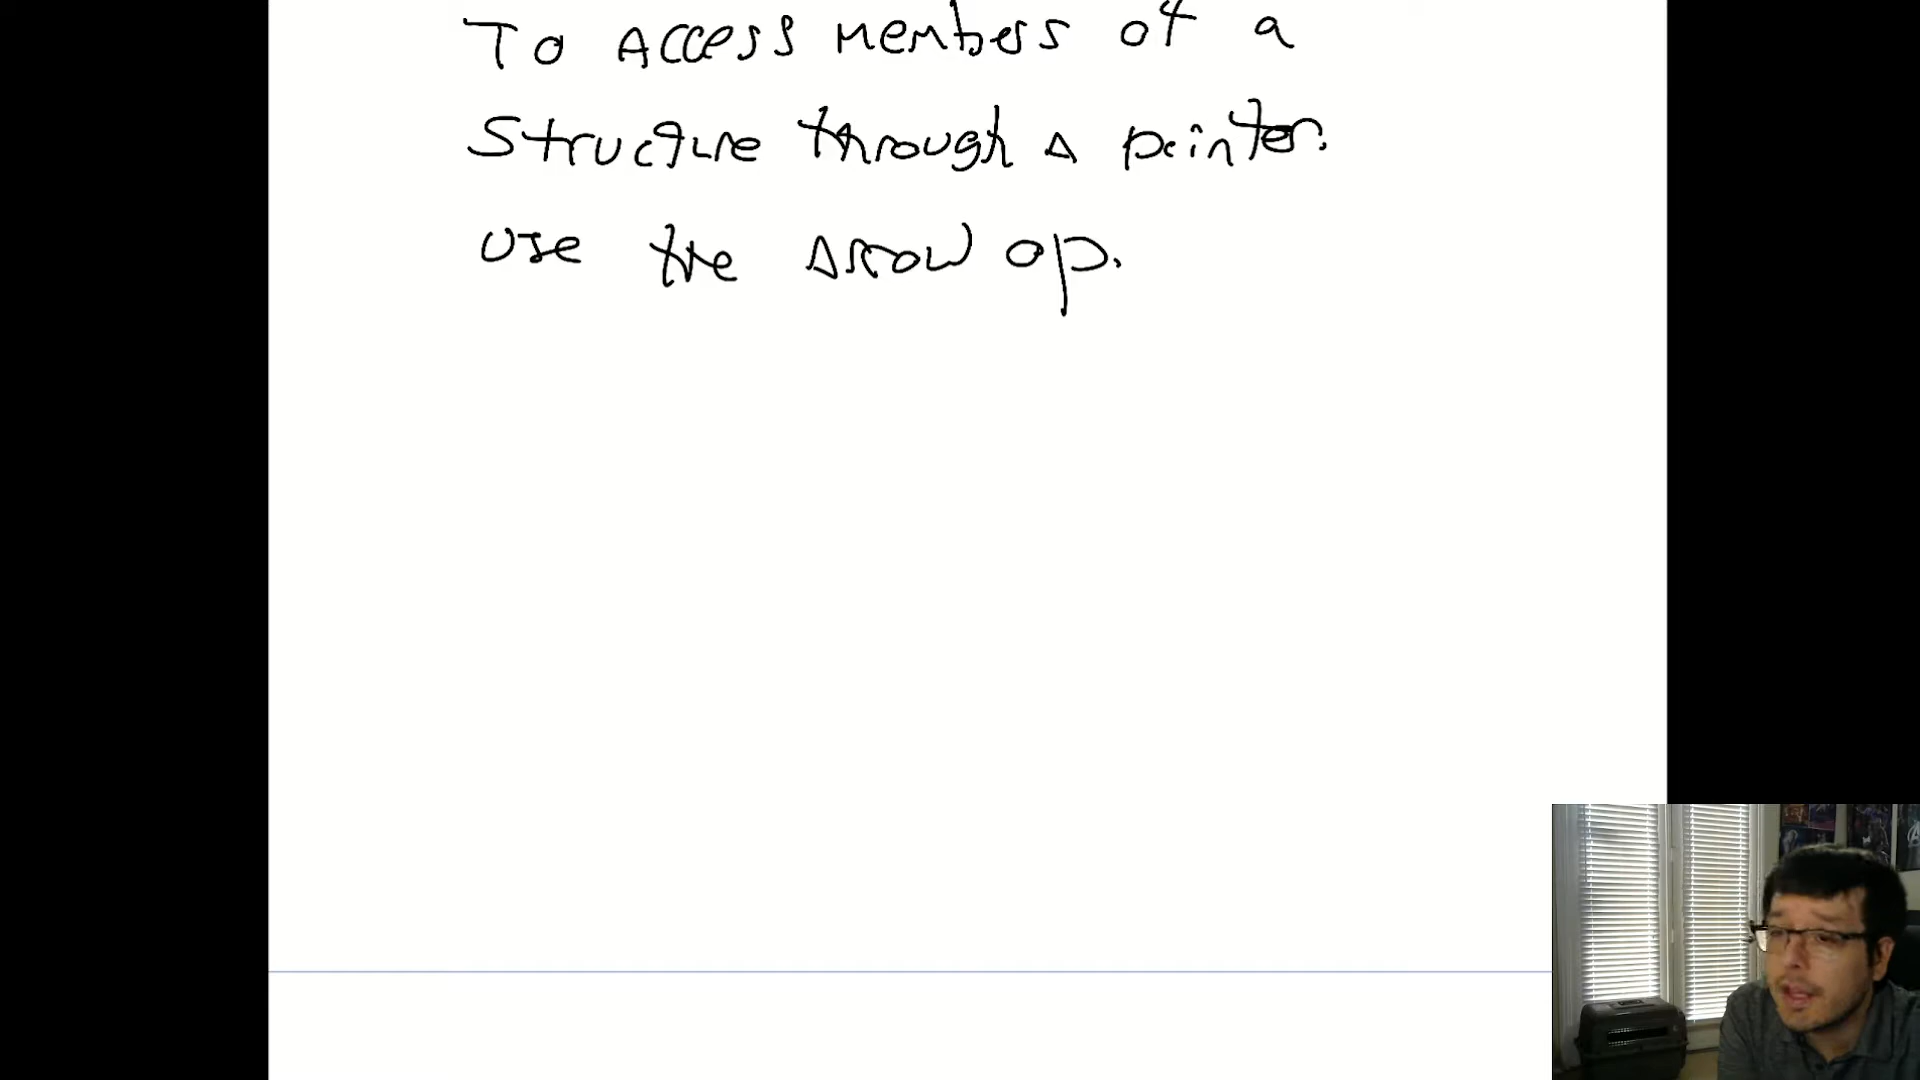 To Access members of a
Structure through a pointer.
use the Arrow op.